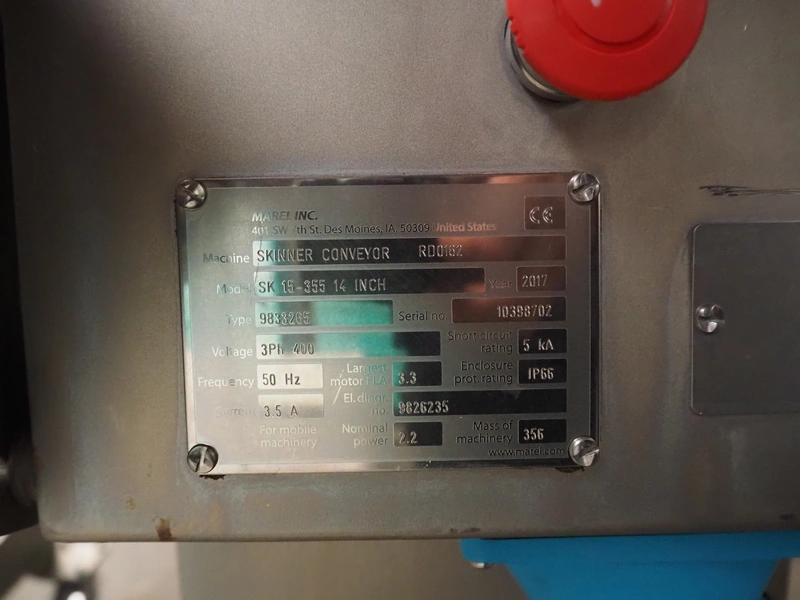 MAREL INC.
401 SW 7th St. Des Moines, IA, 50309 United States
CE
Machine SKINNER CONVEYOR RD0162
Model SK 15-355 14 INCH Year 2017
Type Serial no. 10398702
Voltage 3Ph 400 Short circuit rating 5 kA
Frequency 50 Hz Largest motor FLA 3.3 Enclosure prot. rating IP66
Current 3.5 A El. diagr. no. 9826235
For mobile machinery Nominal power 2.2 Mass of machinery 356
www.marel.com